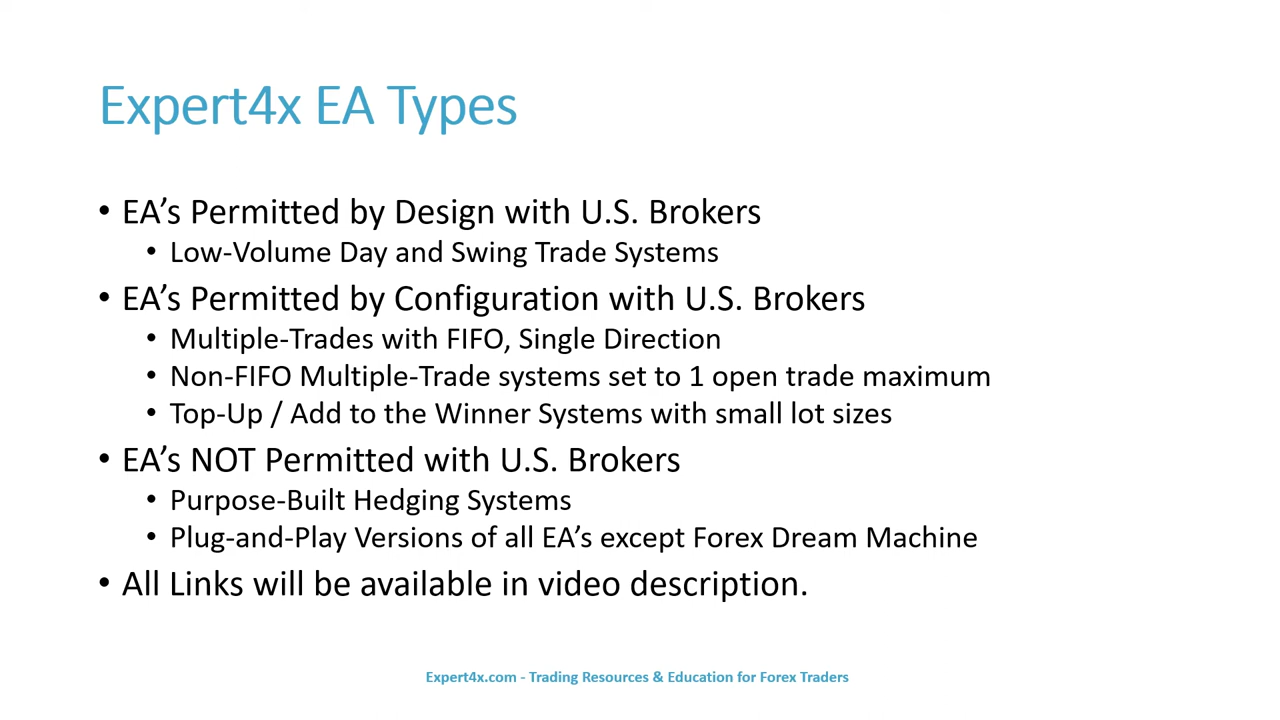 Expert4x EA Types
• EA’s Permitted by Design with U.S. Brokers
• Low-Volume Day and Swing Trade Systems
• EA’s Permitted by Configuration with U.S. Brokers
• Multiple-Trades with FIFO, Single Direction
• Non-FIFO Multiple-Trade systems set to 1 open trade maximum
• Top-Up / Add to the Winner Systems with small lot sizes
• EA’s NOT Permitted with U.S. Brokers
• Purpose-Built Hedging Systems
• Plug-and-Play Versions of all EA’s except Forex Dream Machine
• All Links will be available in video description.
Expert4x.com - Trading Resources & Education for Forex Traders